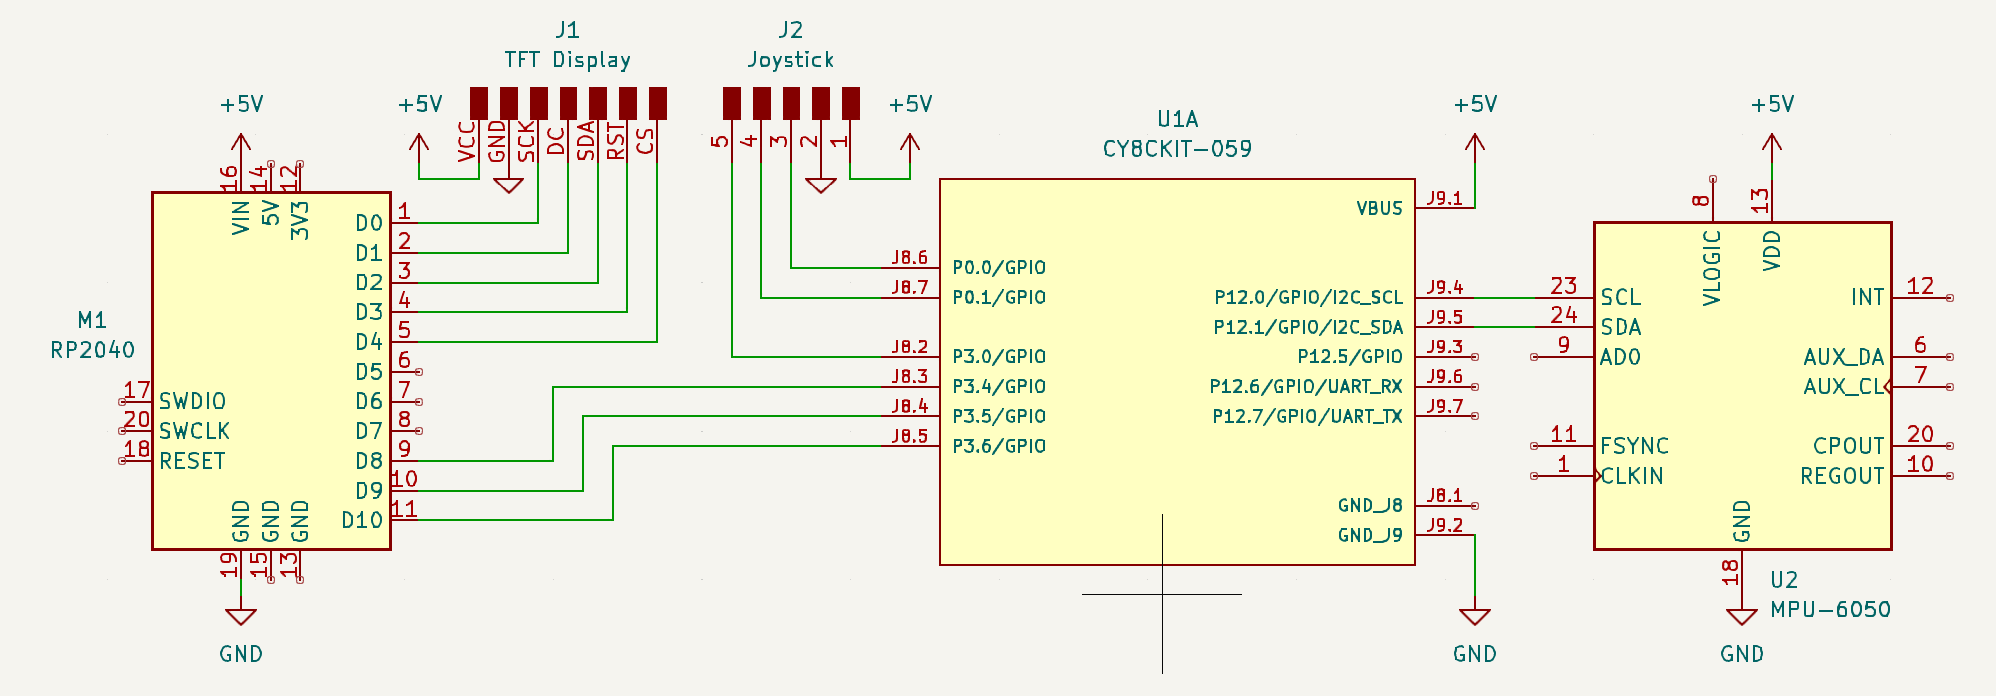 J1
TFT Display
VCC
GND
SCK
DC
SDA
RST
CS
J2
Joystick
5
4
3
2
1
+5V
+5V
+5V
+5V
+5V
M1
RP2040
16
14
12
VIN
5V
3V3
D0
1
D1
2
D2
3
D3
4
D4
5
D5
6
D6
7
D7
8
D8
9
D9
10
D10
11
17
SWDIO
20
SWCLK
18
RESET
GND
GND
GND
19
15
13
GND
U1A
CY8CKIT-059
J8.6
P0.0/GPIO
J8.7
P0.1/GPIO
J8.2
P3.0/GPIO
J8.3
P3.4/GPIO
J8.4
P3.5/GPIO
J8.5
P3.6/GPIO
VBUS
J9.1
P12.0/GPIO/I2C_SCL
J9.4
P12.1/GPIO/I2C_SDA
J9.5
P12.5/GPIO
J9.3
P12.6/GPIO/UART_RX
J9.6
P12.7/GPIO/UART_TX
J9.7
GND_J8
J8.1
GND_J9
J9.2
GND
8
13
VLOGIC
VDD
23
SCL
24
SDA
9
AD0
11
FSYNC
1
CLKIN
INT
12
AUX_DA
6
AUX_CL
7
CPOUT
20
REGOUT
10
GND
18
U2
MPU-6050
GND